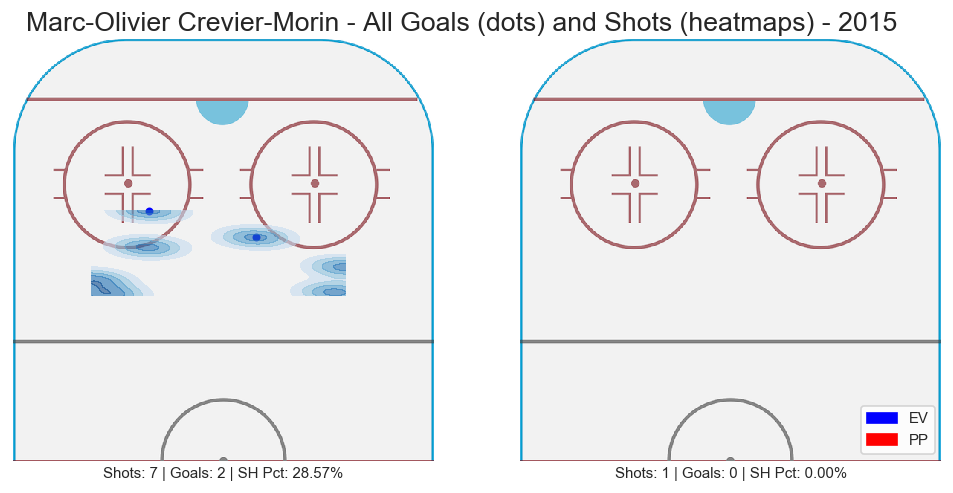 Marc-Olivier Crevier-Morin - All Goals (dots) and Shots (heatmaps) - 2015
EV
PP
Shots: 7 | Goals: 2 | SH Pct: 28.57%
Shots: 1 | Goals: 0 | SH Pct: 0.00%